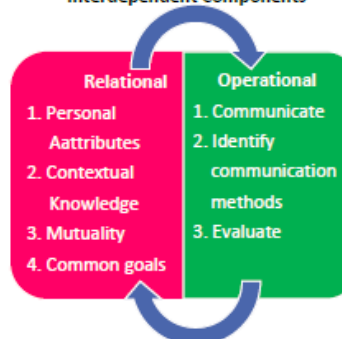 Interdependent components
Relational
1. Personal
Aattributes
2. Contextual
Knowledge
3. Mutuality
4. Common goals
Operational
1. Communicate
2. Identify
communication
methods
3. Evaluate